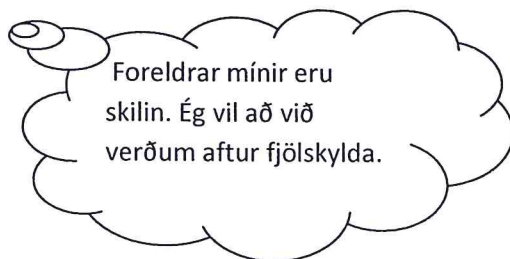 Foreldrar mínir eru
skilin. Ég vil að við
verðum aftur fjölskylda.